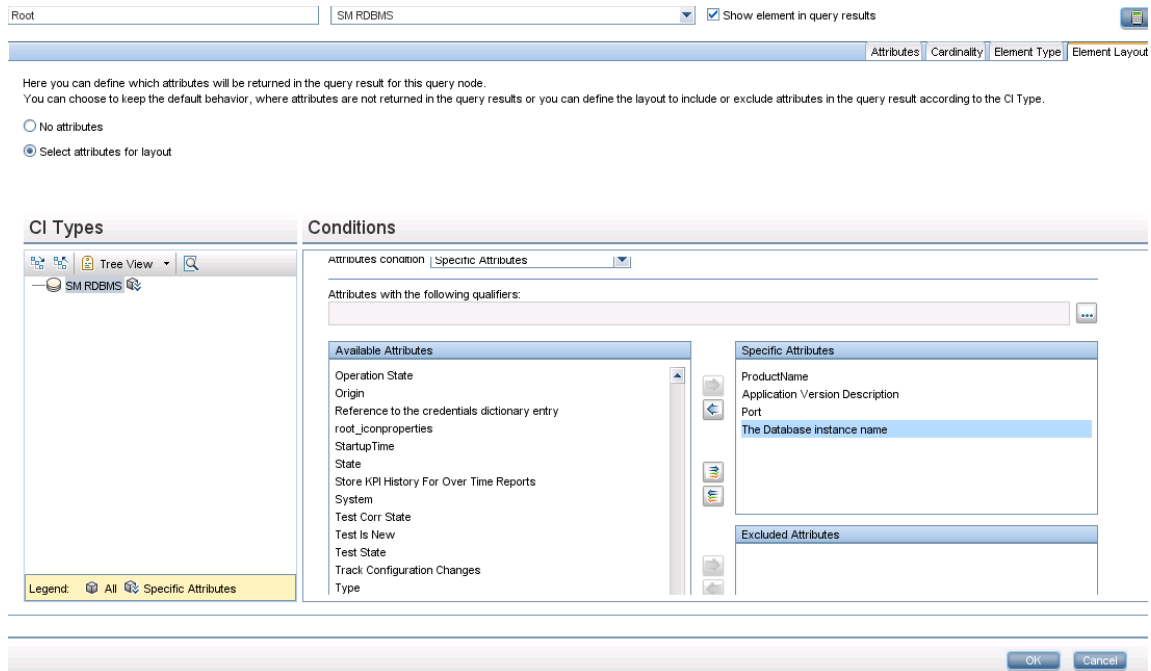 Root
SM RDBMS
Show element in query results
Attributes
Cardinality
Element Type
Element Layout
Here you can define which attributes will be returned in the query result for this query node.
You can choose to keep the default behavior, where attributes are not returned in the query results or you can define the layout to include or exclude attributes in the query result according to the CI Type.
No attributes
Select attributes for layout
CI Types
Conditions
Tree View
SM RDBMS
Attributes condition
Specific Attributes
Attributes with the following qualifiers:
...
Available Attributes
Operation State
Origin
Reference to the credentials dictionary entry
root_iconproperties
StartupTime
State
Store KPI History For Over Time Reports
System
Test Corr State
Test Is New
Test State
Track Configuration Changes
Type
Specific Attributes
ProductName
Application Version Description
Port
The Database instance name
Excluded Attributes
Legend: All Specific Attributes
OK
Cancel